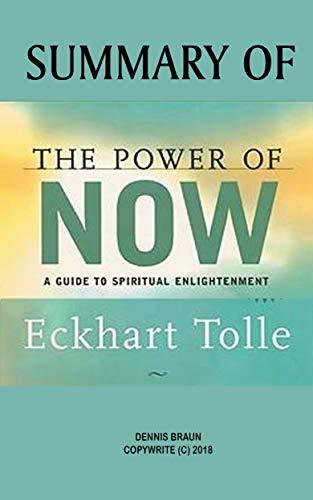 SUMMARY OF
THE POWER OF
NOW
A GUIDE TO SPIRITUAL ENLIGHTENMENT
Eckhart Tolle
~
DENNIS BRAUN
COPYWRITE (C) 2018